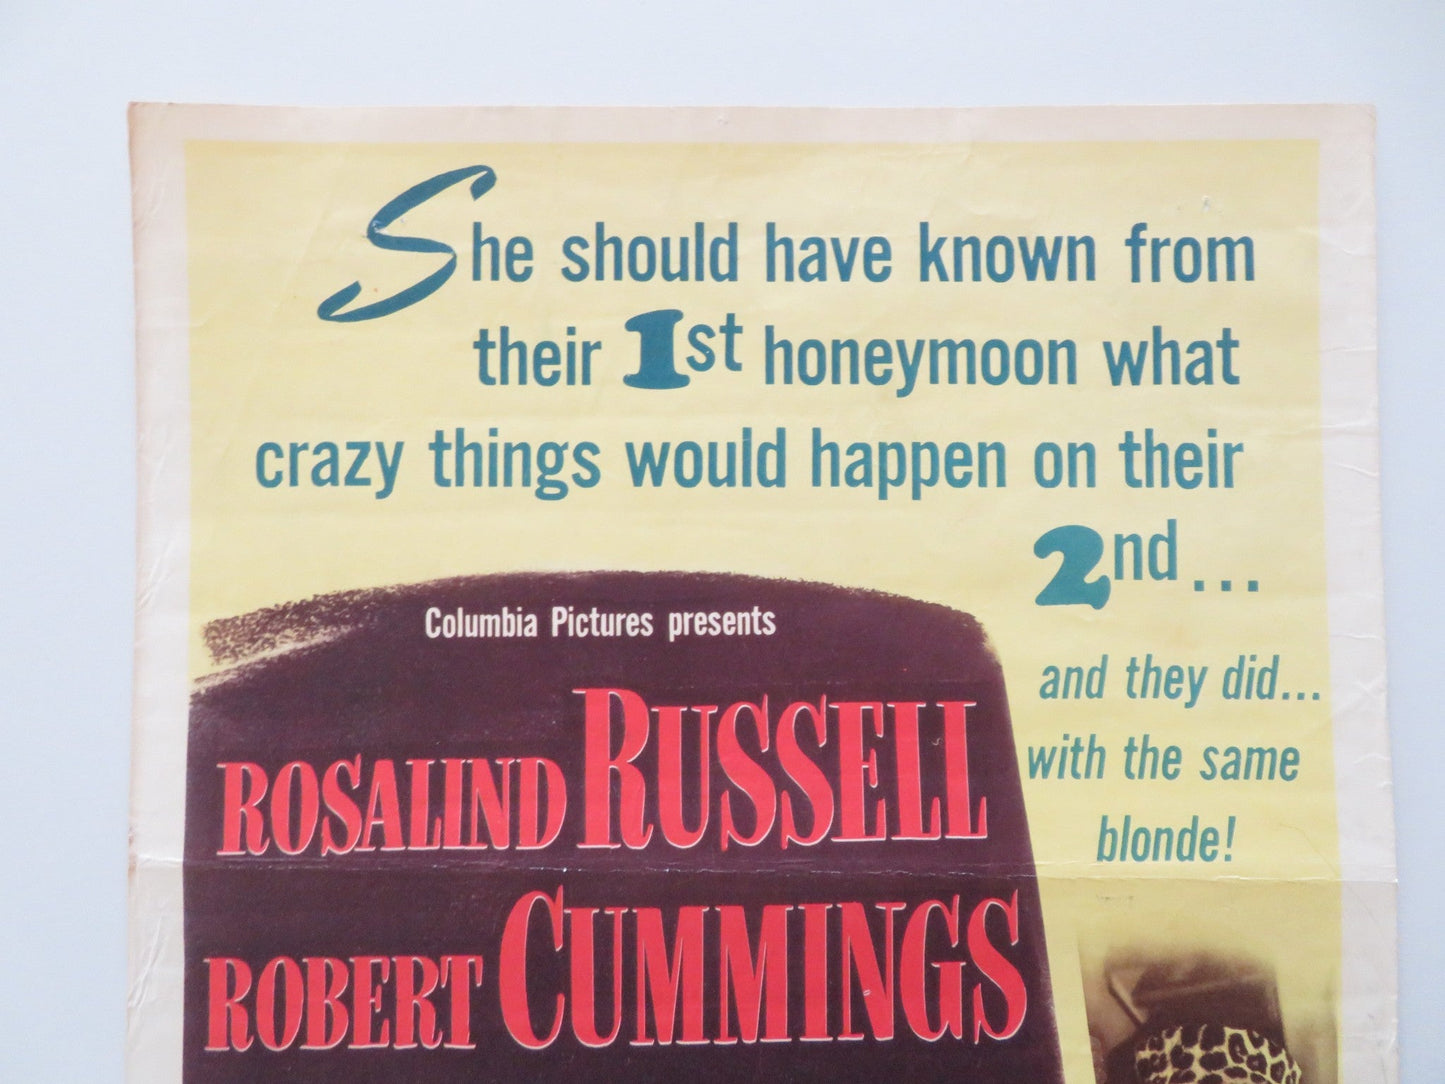 She should have known from
their 1st honeymoon what
crazy things would happen on their
2nd...
and they did...
with the same
blonde!
Columbia Pictures presents
ROSALIND RUSSELL
ROBERT CUMMINGS